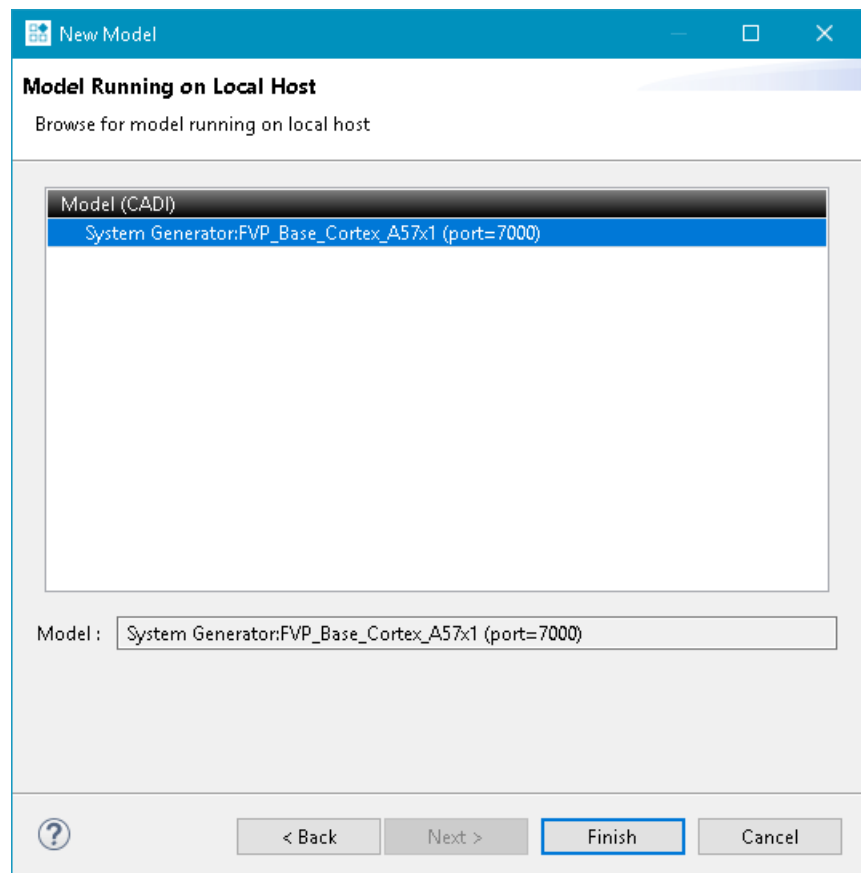 New Model
Model Running on Local Host
Browse for model running on local host
Model (CADI)
System Generator:FVP_Base_Cortex_A57x1 (port=7000)
Model : System Generator:FVP_Base_Cortex_A57x1 (port=7000)
? < Back Next > Finish Cancel